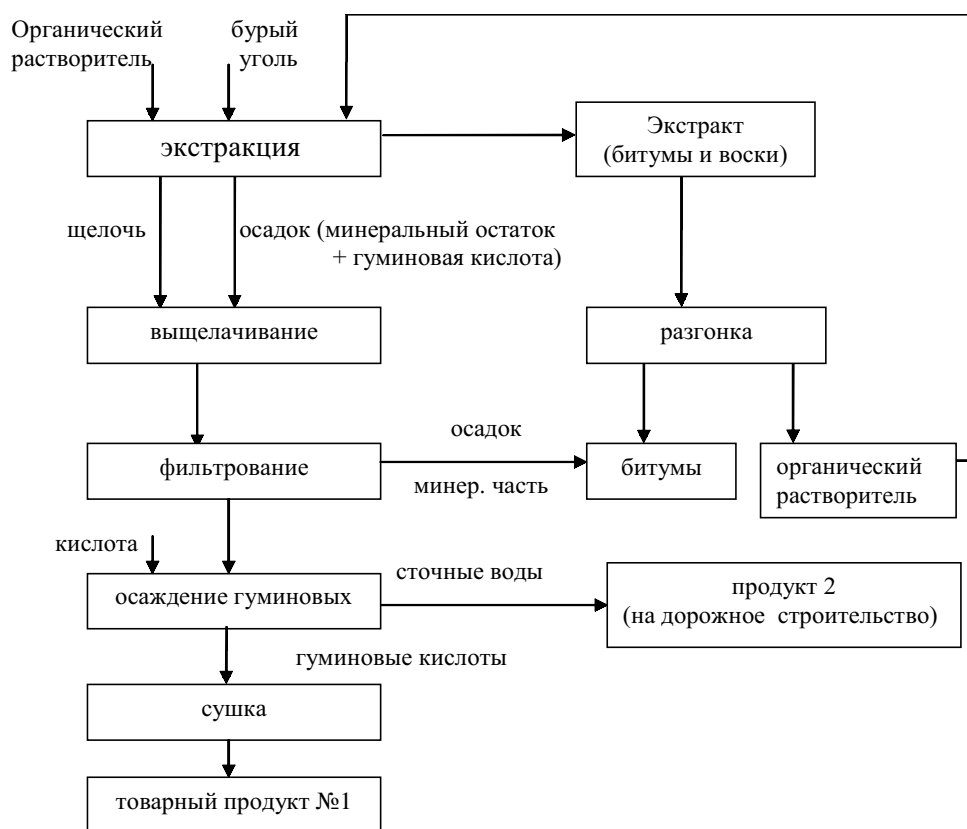 Органический
растворитель
бурый
уголь
экстракция
Экстракт
(битумы и воски)
щелочь
осадок (минеральный остаток
+ гуминовая кислота)
выщелачивание
разгонка
фильтрование
осадок
минер. часть
битумы
органический
растворитель
кислота
осаждение гуминовых
сточные воды
продукт 2
(на дорожное строительство)
гуминовые кислоты
сушка
товарный продукт №1